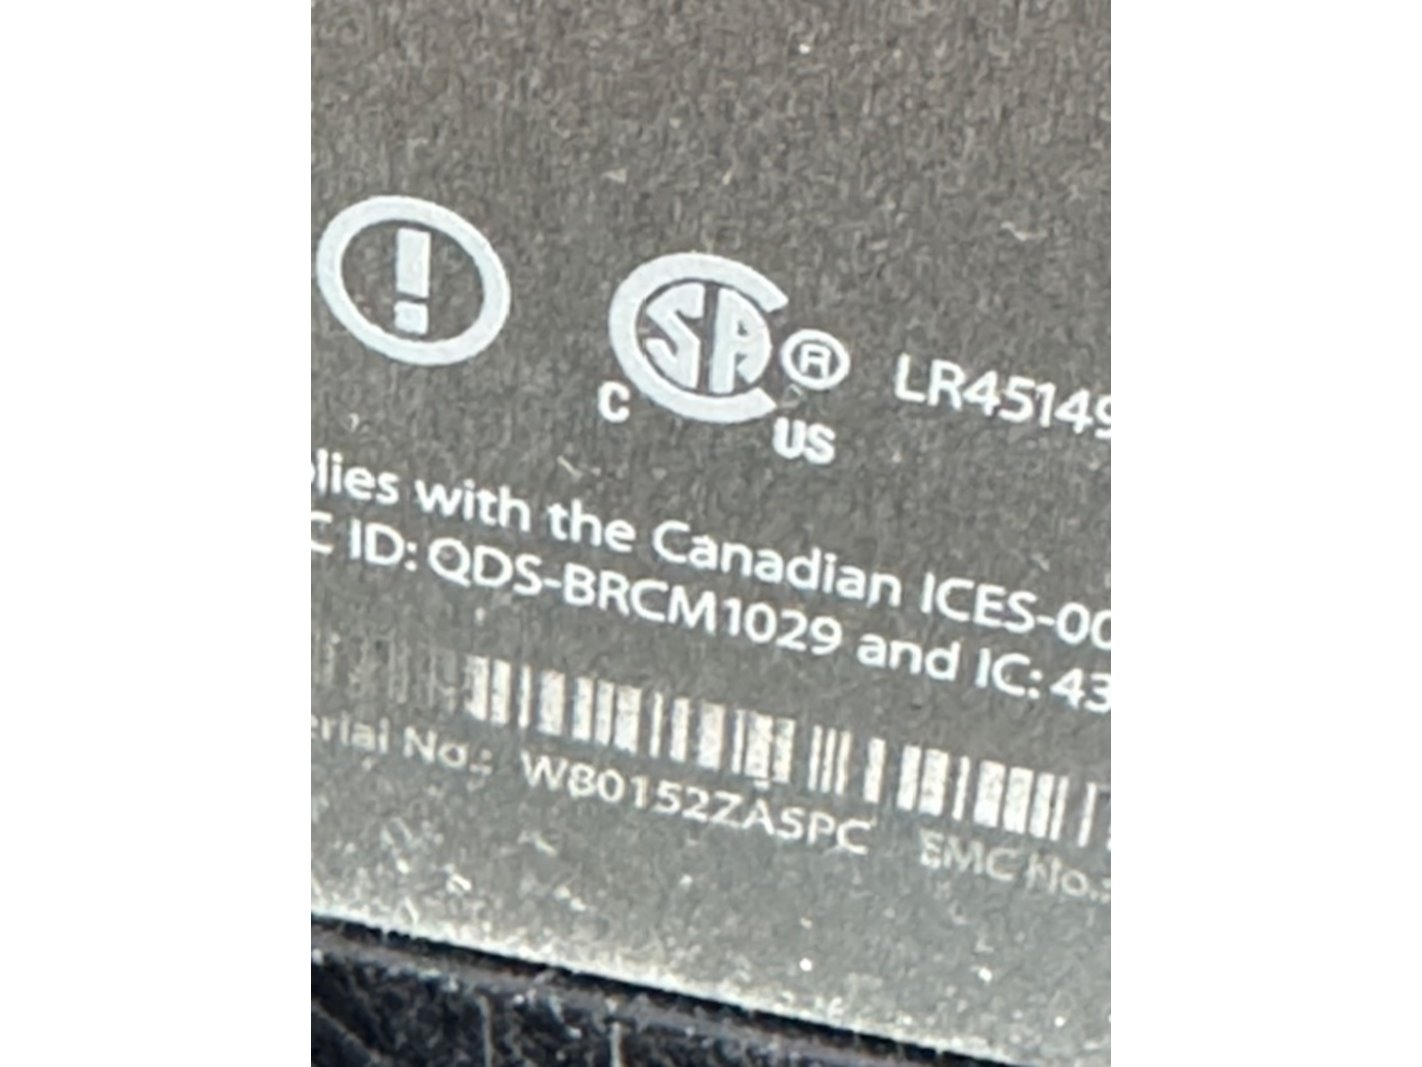 !
SA ®
C US
LR45149
lies with the Canadian ICES-00
C ID: QDS-BRCM1029 and IC: 43
erial No.: W80152ZASPC EMC No.: